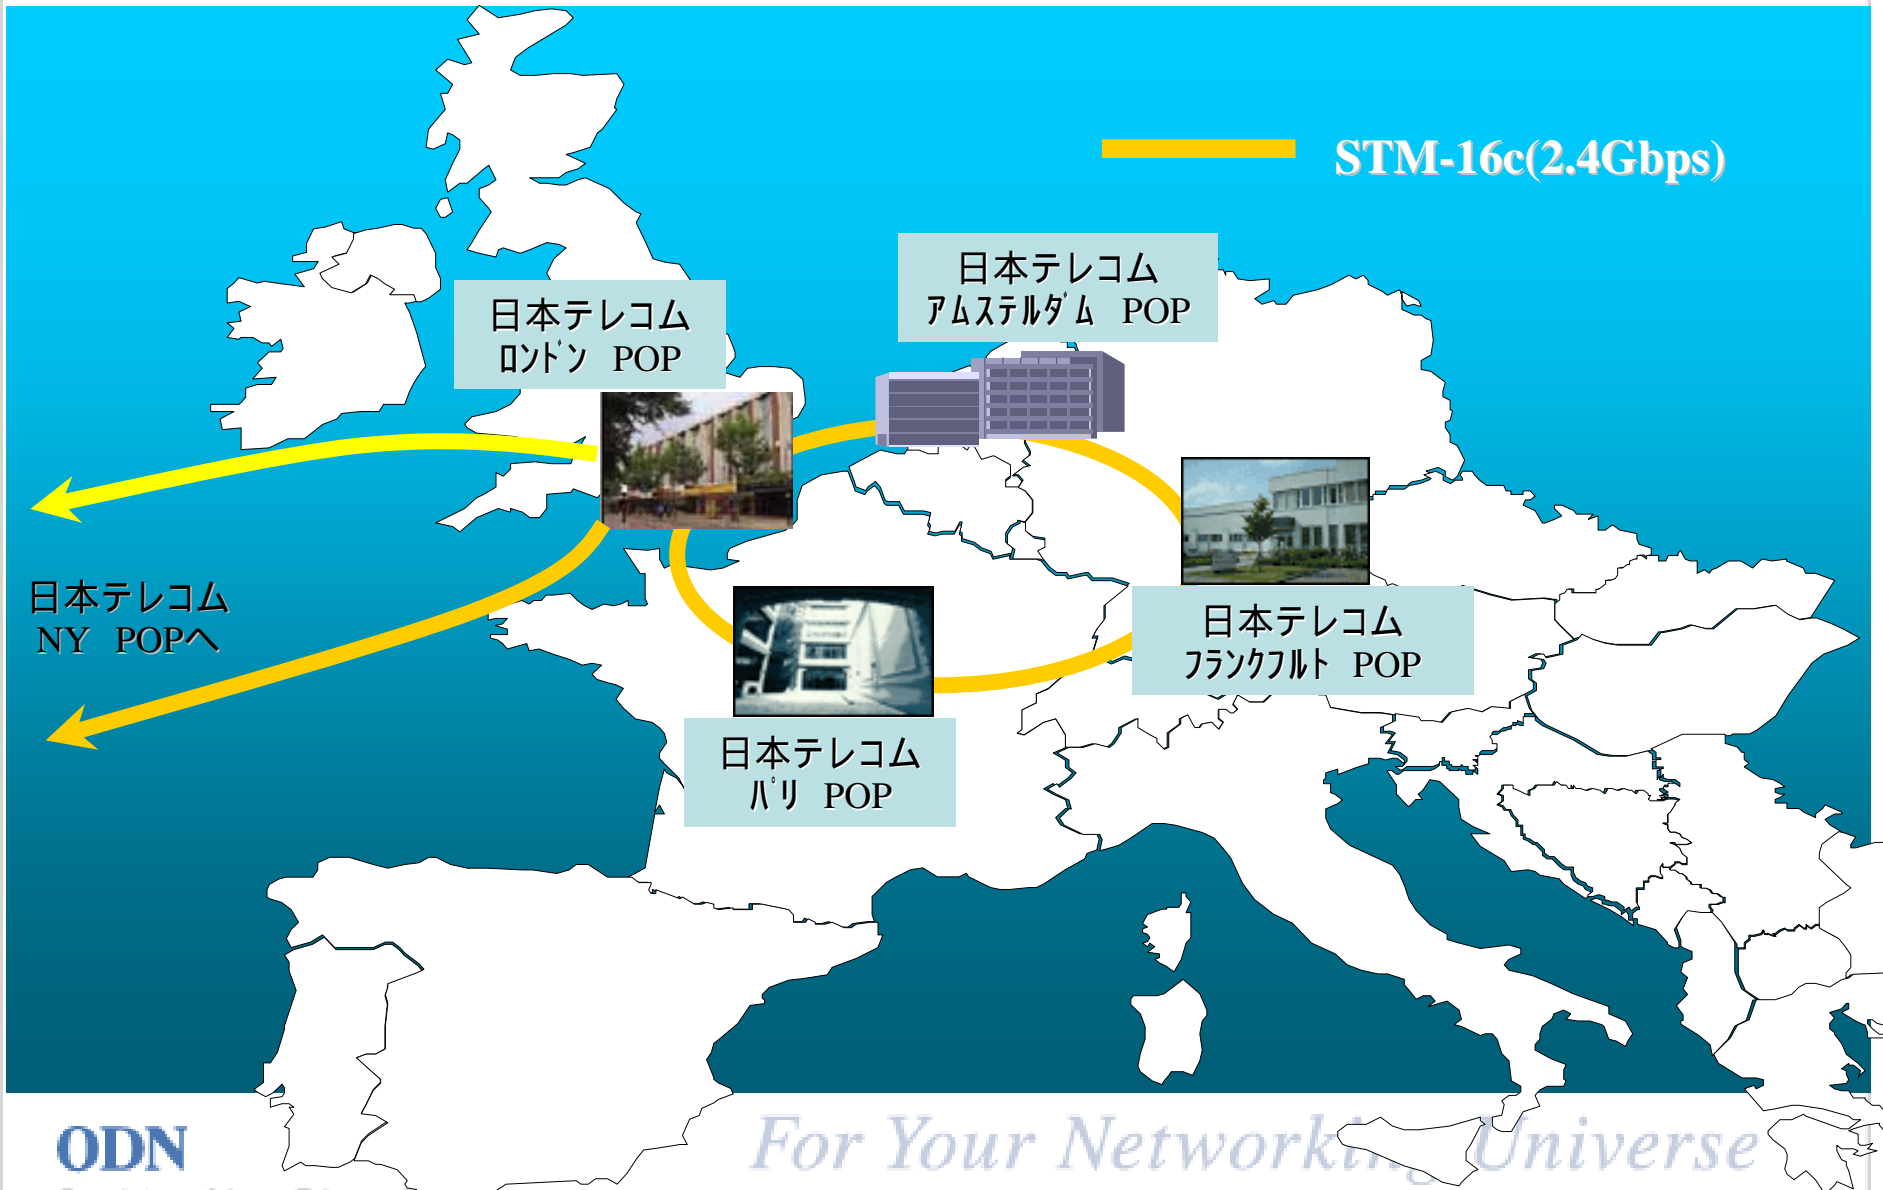 STM-16c(2.4Gbps)
日本テレコム
アムステルダム POP
日本テレコム
ロンドン POP
日本テレコム
NY POPへ
日本テレコム
フランクフルト POP
日本テレコム
パリ POP
ODN
For Your Networking Universe